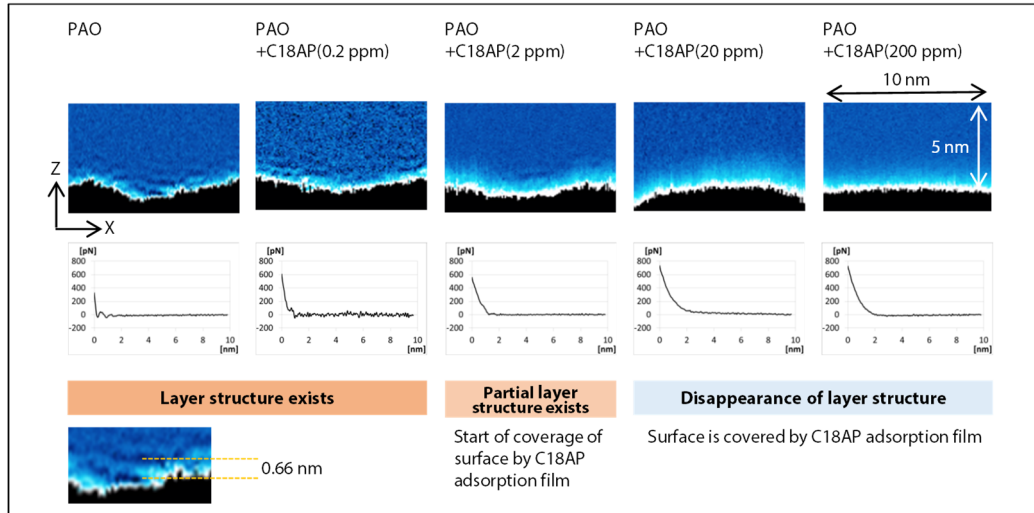 PAO
PAO
+C18AP(0.2 ppm)
PAO
+C18AP(2 ppm)
PAO
+C18AP(20 ppm)
PAO
+C18AP(200 ppm)
10 nm
5 nm
Z
X
[pN]
800
600
400
200
0
-200
0 2 4 6 8 10
[nm]
[pN]
800
600
400
200
0
-200
0 2 4 6 8 10
[nm]
[pN]
800
600
400
200
0
-200
0 2 4 6 8 10
[nm]
[pN]
800
600
400
200
0
-200
0 2 4 6 8 10
[nm]
[pN]
800
600
400
200
0
-200
0 2 4 6 8 10
[nm]
Layer structure exists
Partial layer
structure exists
Disappearance of layer structure
0.66 nm
Start of coverage of
surface by C18AP
adsorption film
Surface is covered by C18AP adsorption film